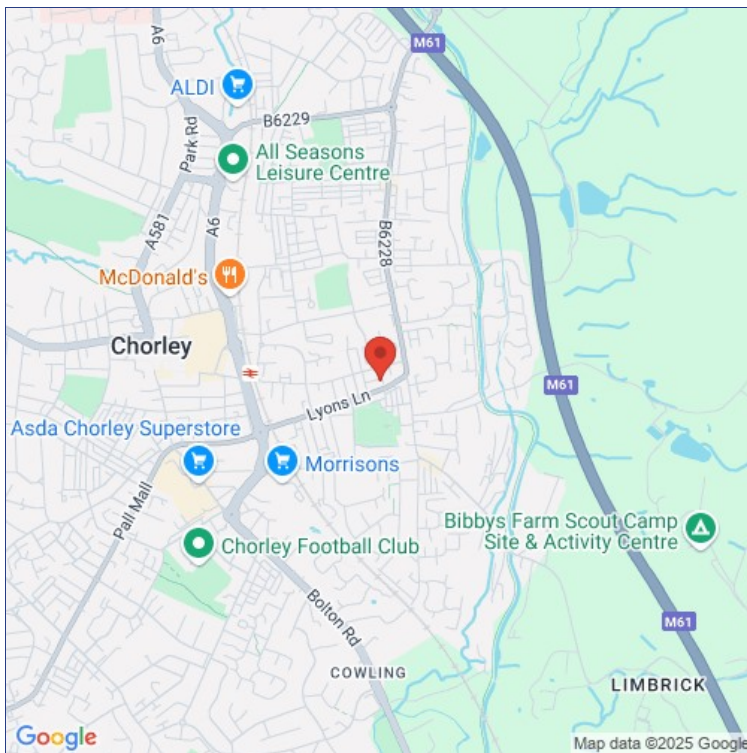 A6
M61
ALDI
B6229
Park Rd
All Seasons
Leisure Centre
A581
A6
B6228
McDonald's
Chorley
M61
Lyons Ln
Asda Chorley Superstore
Morrisons
Pall Mall
Bibbys Farm Scout Camp
Site & Activity Centre
Chorley Football Club
Bolton Rd
M61
COWLING
LIMBRICK
Google
Map data ©2025 Google